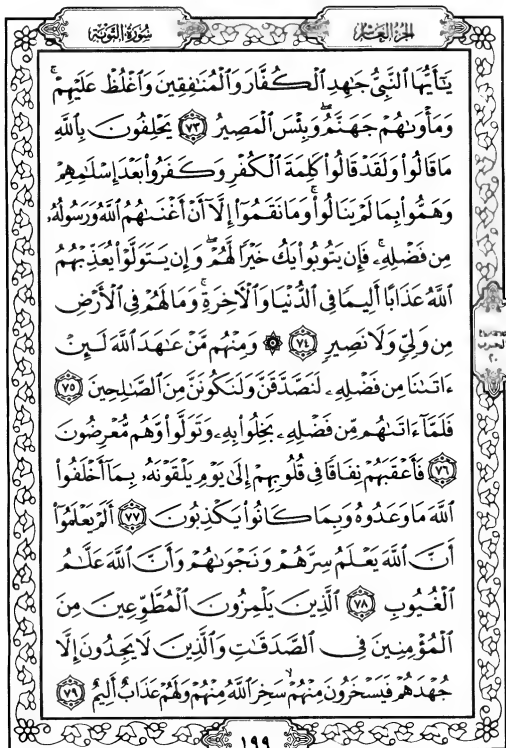 الجزء العاشر
سورة التوبة
يَٰٓأَيُّهَا ٱلنَّبِيُّ جَٰهِدِ ٱلْكُفَّارَ وَٱلْمُنَٰفِقِينَ وَٱغْلُظْ عَلَيْهِمْ ۚ
وَمَأْوَىٰهُمْ جَهَنَّمُ ۖ وَبِئْسَ ٱلْمَصِيرُ ٧٣ يَحْلِفُونَ بِٱللَّهِ
مَا قَالُوا۟ وَلَقَدْ قَالُوا۟ كَلِمَةَ ٱلْكُفْرِ وَكَفَرُوا۟ بَعْدَ إِسْلَٰمِهِمْ
وَهَمُّوا۟ بِمَا لَمْ يَنَالُوا۟ ۚ وَمَا نَقَمُوٓا۟ إِلَّآ أَنْ أَغْنَىٰهُمُ ٱللَّهُ وَرَسُولُهُۥ
مِن فَضْلِهِۦ ۚ فَإِن يَتُوبُوا۟ يَكُ خَيْرًا لَّهُمْ ۖ وَإِن يَتَوَلَّوْا۟ يُعَذِّبْهُمُ
ٱللَّهُ عَذَابًا أَلِيمًا فِى ٱلدُّنْيَا وَٱلْءَاخِرَةِ ۚ وَمَا لَهُمْ فِى ٱلْأَرْضِ
مِن وَلِىٍّ وَلَا نَصِيرٍ ٧٤ ۞ وَمِنْهُم مَّنْ عَٰهَدَ ٱللَّهَ لَئِنْ
ءَاتَىٰنَا مِن فَضْلِهِۦ لَنَصَّدَّقَنَّ وَلَنَكُونَنَّ مِنَ ٱلصَّٰلِحِينَ ٧٥
فَلَمَّآ ءَاتَىٰهُم مِّن فَضْلِهِۦ بَخِلُوا۟ بِهِۦ وَتَوَلَّوا۟ وَّهُم مُّعْرِضُونَ
٧٦ فَأَعْقَبَهُمْ نِفَاقًا فِى قُلُوبِهِمْ إِلَىٰ يَوْمِ يَلْقَوْنَهُۥ بِمَآ أَخْلَفُوا۟
ٱللَّهَ مَا وَعَدُوهُ وَبِمَا كَانُوا۟ يَكْذِبُونَ ٧٧ أَلَمْ يَعْلَمُوٓا۟
أَنَّ ٱللَّهَ يَعْلَمُ سِرَّهُمْ وَنَجْوَىٰهُمْ وَأَنَّ ٱللَّهَ عَلَّٰمُ
ٱلْغُيُوبِ ٧٨ ٱلَّذِينَ يَلْمِزُونَ ٱلْمُطَّوِّعِينَ مِنَ
ٱلْمُؤْمِنِينَ فِى ٱلصَّدَقَٰتِ وَٱلَّذِينَ لَا يَجِدُونَ إِلَّا
جُهْدَهُمْ فَيَسْخَرُونَ مِنْهُمْ ۙ سَخِرَ ٱللَّهُ مِنْهُمْ وَلَهُمْ عَذَابٌ أَلِيمٌ ٧٩
الحزب
٢٠
١٩٩